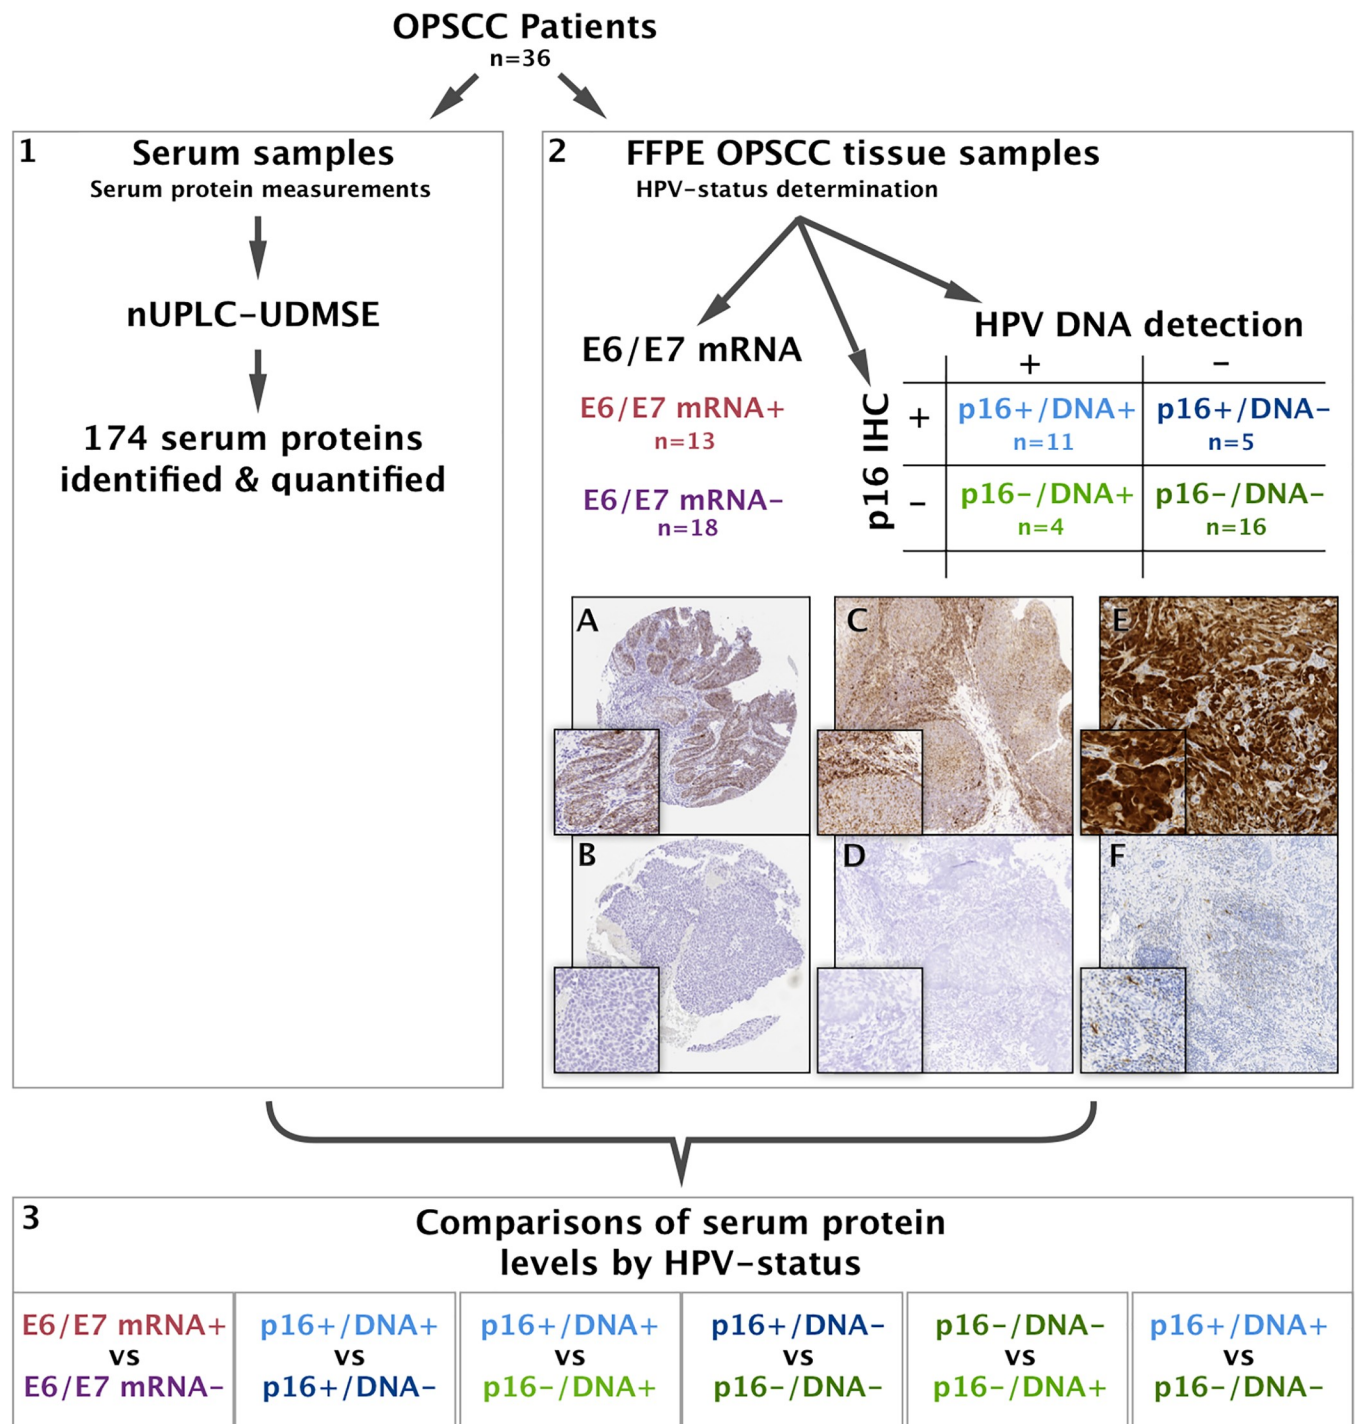 OPSCC Patients
n=36
1
Serum samples
Serum protein measurements
nUPLC-UDMSE
174 serum proteins
identified & quantified
2
FFPE OPSCC tissue samples
HPV-status determination
E6/E7 mRNA
E6/E7 mRNA+
n=13
E6/E7 mRNA-
n=18
HPV DNA detection
+ -
p16 IHC
+ p16+/DNA+ p16+/DNA-
n=11 n=5
- p16-/DNA+ p16-/DNA-
n=4 n=16
A C E
B D F
3
Comparisons of serum protein
levels by HPV-status
E6/E7 mRNA+
vs
E6/E7 mRNA-
p16+/DNA+
vs
p16+/DNA-
p16+/DNA+
vs
p16-/DNA+
p16+/DNA-
vs
p16-/DNA-
p16-/DNA-
vs
p16-/DNA+
p16+/DNA+
vs
p16-/DNA-